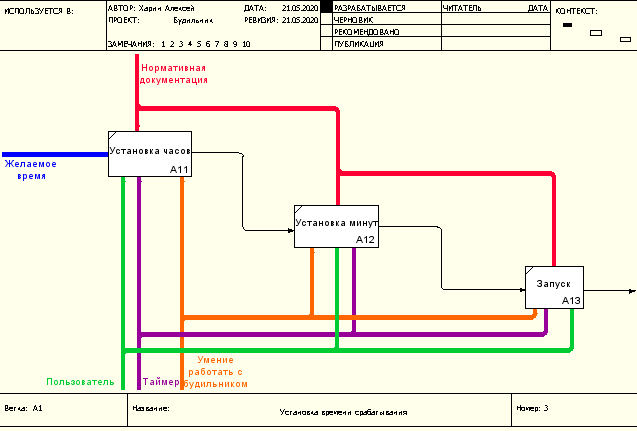 ИСПОЛЬЗУЕТСЯ В:
АВТОР: Харин Алексей
ДАТА: 21.05.2020
ПРОЕКТ: Будильник
РЕВИЗИЯ: 21.05.2020
ЗАМЕЧАНИЯ: 1 2 3 4 5 6 7 8 9 10
РАЗРАБАТЫВАЕТСЯ
ЧЕРНОВИК
РЕКОМЕНДОВАНО
ПУБЛИКАЦИЯ
ЧИТАТЕЛЬ
ДАТА
КОНТЕКСТ:
Нормативная
документация
Установка часов
A11
Желаемое
время
Установка минут
A12
Запуск
A13
Пользователь
Таймер
Умение
работать с
будильником
Ветка: A1
Название:
Установка времени срабатывания
Номер: 3